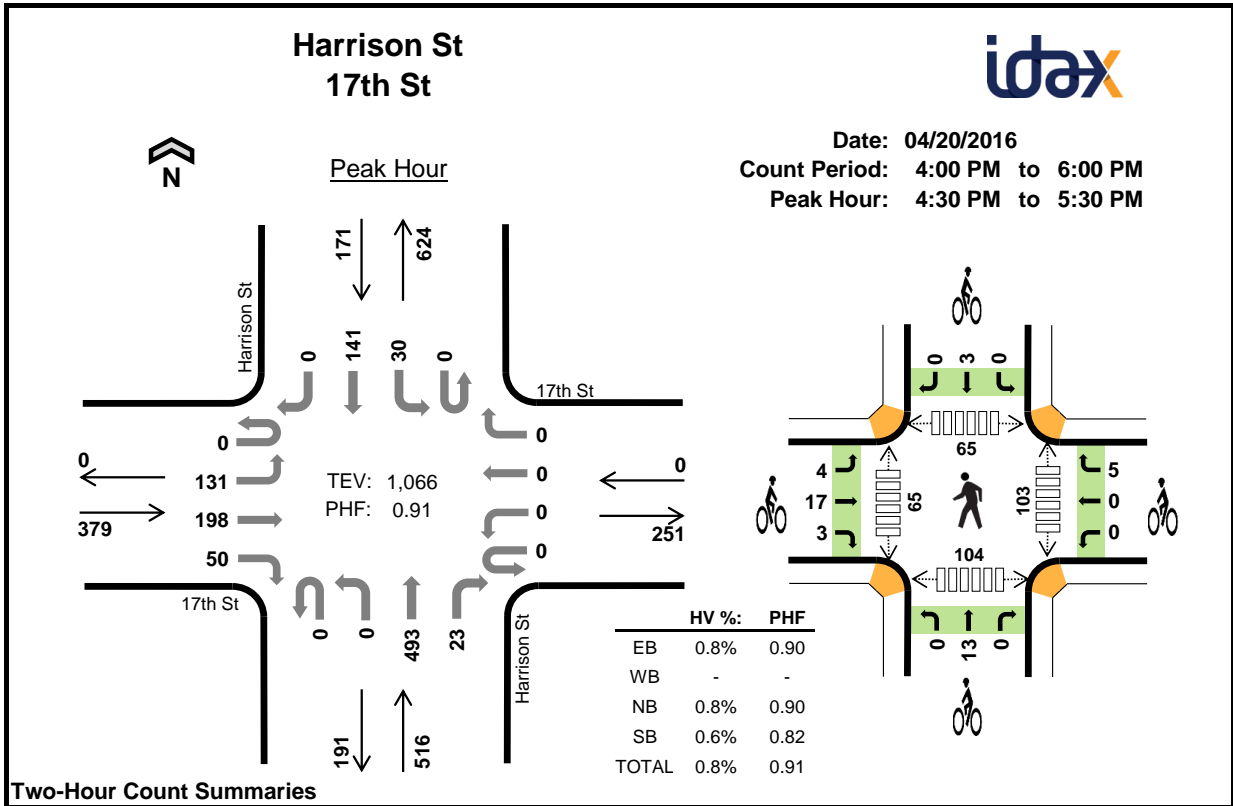 Harrison St
17th St
idax
N
Peak Hour
Date: 04/20/2016
Count Period: 4:00 PM to 6:00 PM
Peak Hour: 4:30 PM to 5:30 PM
171
624
Harrison St
0
141
30
0
17th St
0
131
198
50
0
379
TEV: 1,066
PHF: 0.91
0
0
0
0
0
251
17th St
0
0
493
23
Harrison St
191
516
HV %: PHF
EB 0.8% 0.90
WB - -
NB 0.8% 0.90
SB 0.6% 0.82
TOTAL 0.8% 0.91
0 3 0
65
4
17
3
65
103
5
0
0
104
0 13 0
Two-Hour Count Summaries